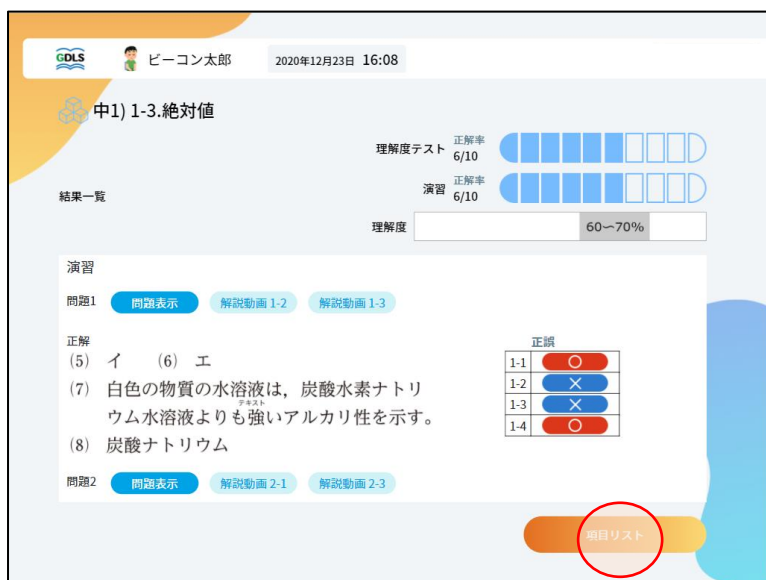 GDLS ビーコン太郎 2020年12月23日 16:08
中1) 1-3.絶対値
理解度テスト 正解率 6/10
結果一覧
演習 正解率 6/10
理解度 60〜70%
演習
問題1 問題表示 解説動画 1-2 解説動画 1-3
正解
正誤
(5) イ (6) エ
(7) 白色の物質の水溶液は，炭酸水素ナトリ
ウム水溶液よりも強いアルカリ性を示す。
テキスト
(8) 炭酸ナトリウム
1-1 ○
1-2 ×
1-3 ×
1-4 ○
問題2 問題表示 解説動画 2-1 解説動画 2-3
項目リスト